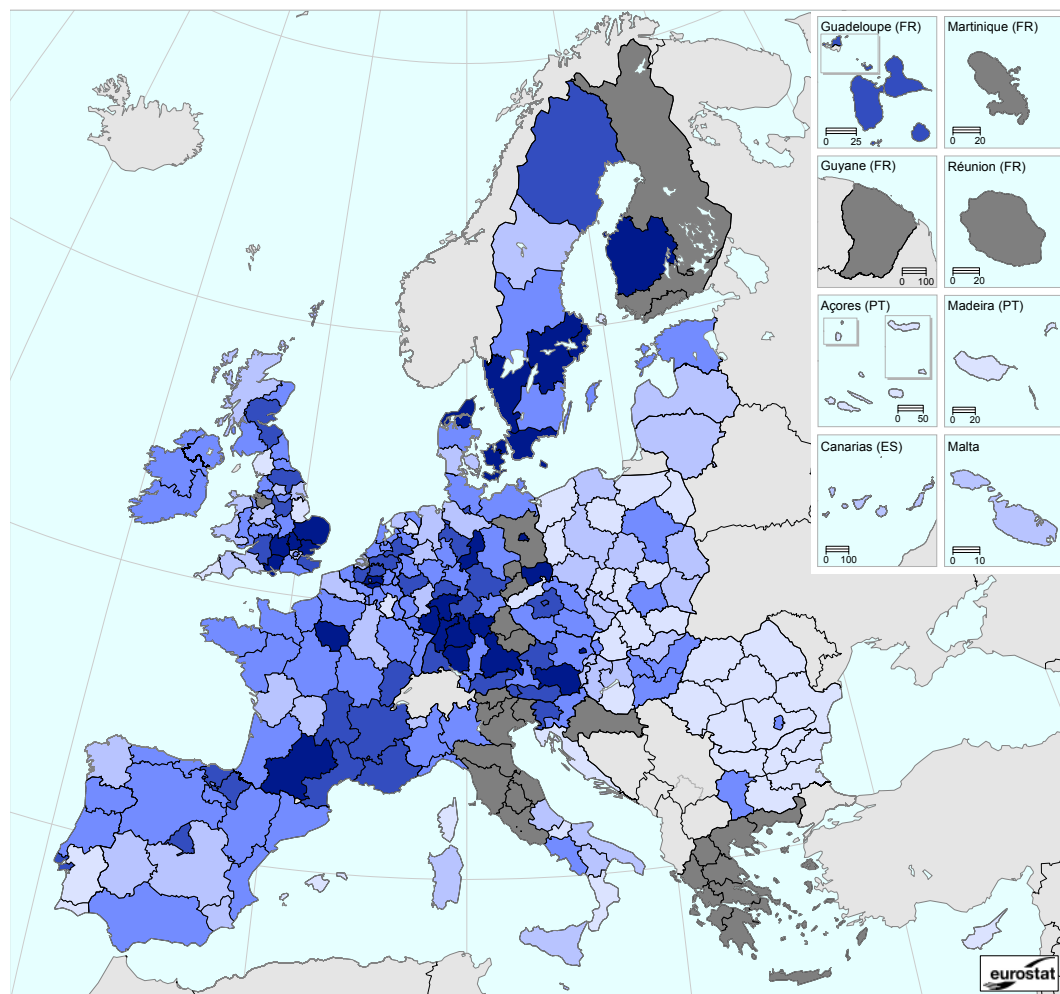 Guadeloupe (FR)
0 25
Martinique (FR)
0 20
Guyane (FR)
0 100
Réunion (FR)
0 20
Açores (PT)
0 50
Madeira (PT)
0 20
Canarias (ES)
0 100
Malta
0 10
eurostat